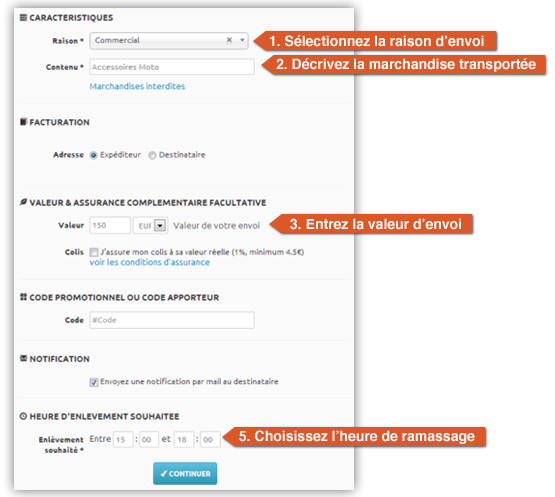 CARACTERISTIQUES
Raison * Commercial x
1. Sélectionnez la raison d'envoi
Contenu * Accessoires Moto
2. Décrivez la marchandise transportée
Marchandises interdites
FACTURATION
Adresse Expéditeur Destinataire
VALEUR & ASSURANCE COMPLEMENTAIRE FACULTATIVE
Valeur 150 EUF Valeur de votre envoi
3. Entrez la valeur d'envoi
Colis J'assure mon colis à sa valeur réelle (1%, minimum 4.5€)
voir les conditions d'assurance
CODE PROMOTIONNEL OU CODE APPORTEUR
Code #Code
NOTIFICATION
Envoyez une notification par mail au destinataire
HEURE D'ENLEVEMENT SOUHAITEE
Enlèvement souhaité * Entre 15 : 00 et 18 : 00
5. Choisissez l'heure de ramassage
✔ CONTINUER